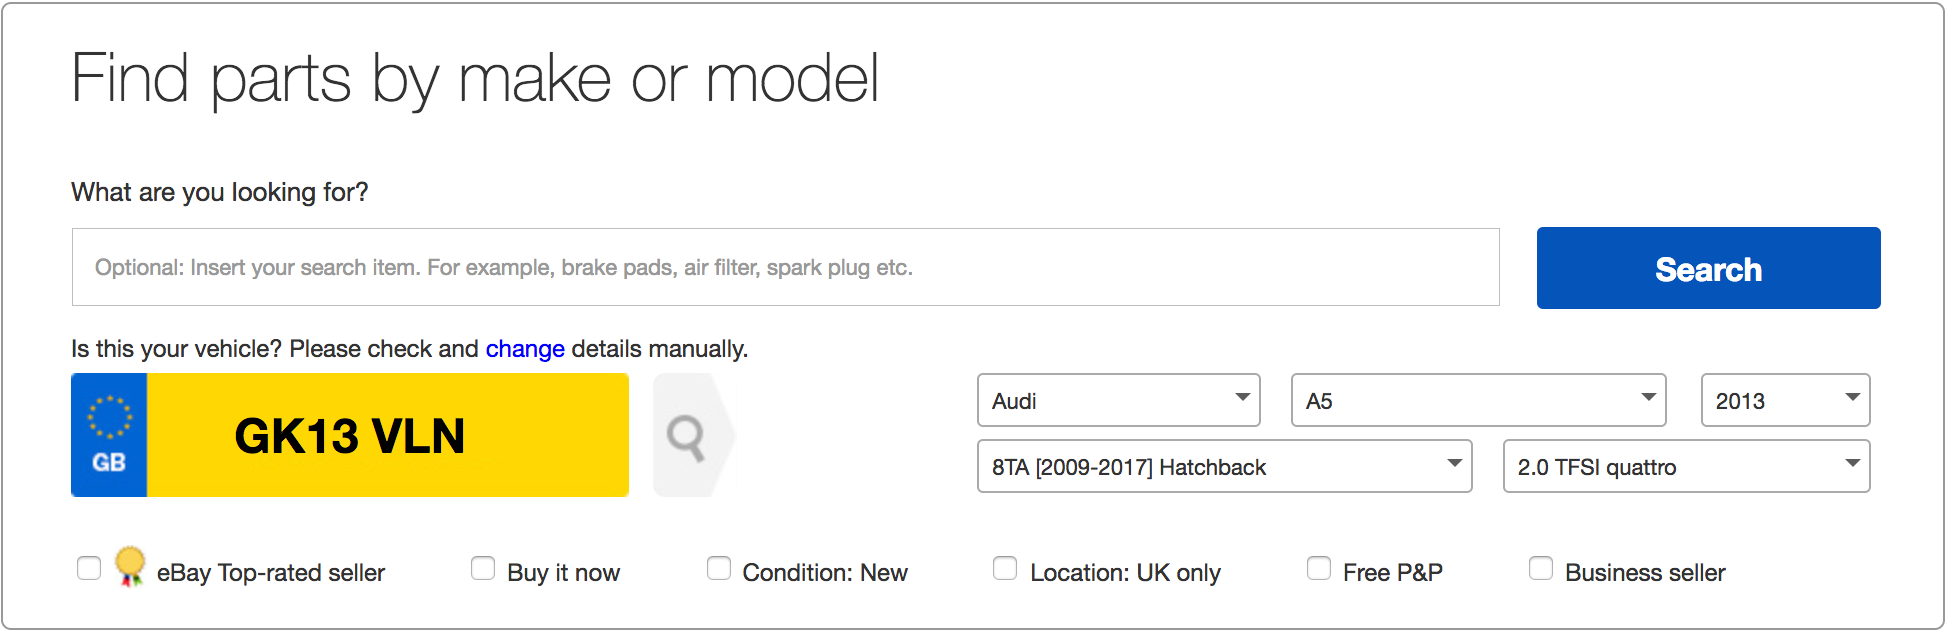 Find parts by make or model
What are you looking for?
Optional: Insert your search item. For example, brake pads, air filter, spark plug etc.
Search
Is this your vehicle? Please check and change details manually.
GB
GK13 VLN
Audi
A5
2013
8TA [2009-2017] Hatchback
2.0 TFSI quattro
eBay Top-rated seller
Buy it now
Condition: New
Location: UK only
Free P&P
Business seller